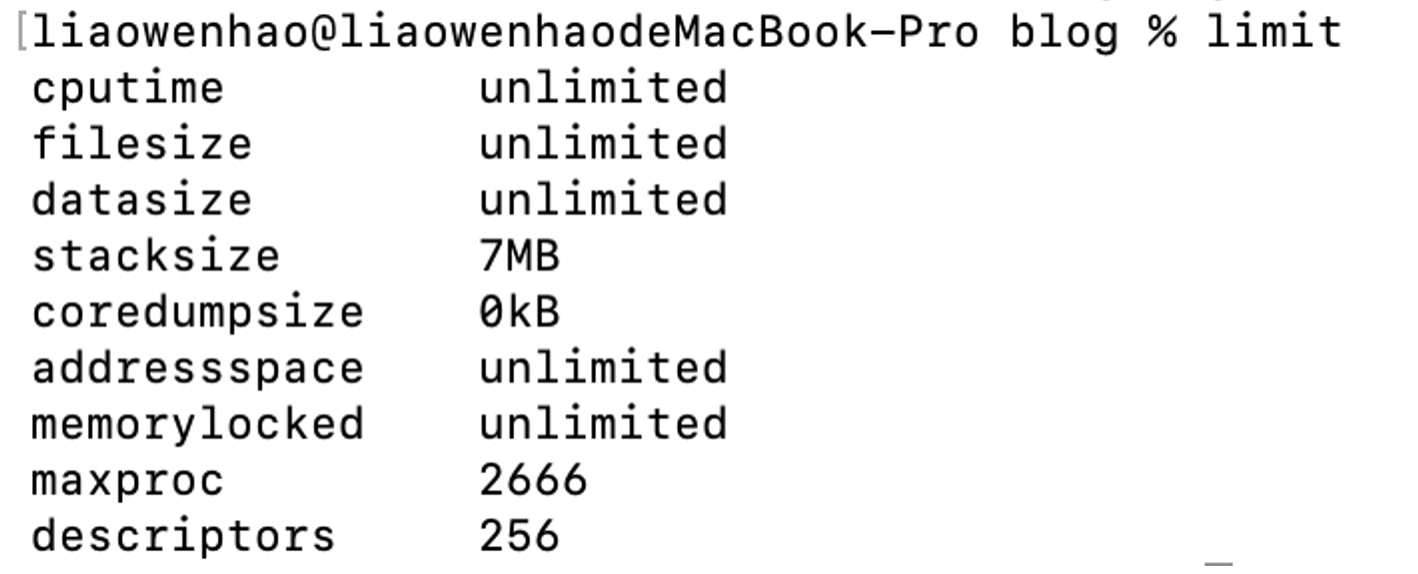 [liaowenhao@liaowenhaodeMacBook-Pro blog % limit
cputime         unlimited
filesize        unlimited
datasize        unlimited
stacksize       7MB
coredumpsize    0kB
addressspace    unlimited
memorylocked    unlimited
maxproc         2666
descriptors     256